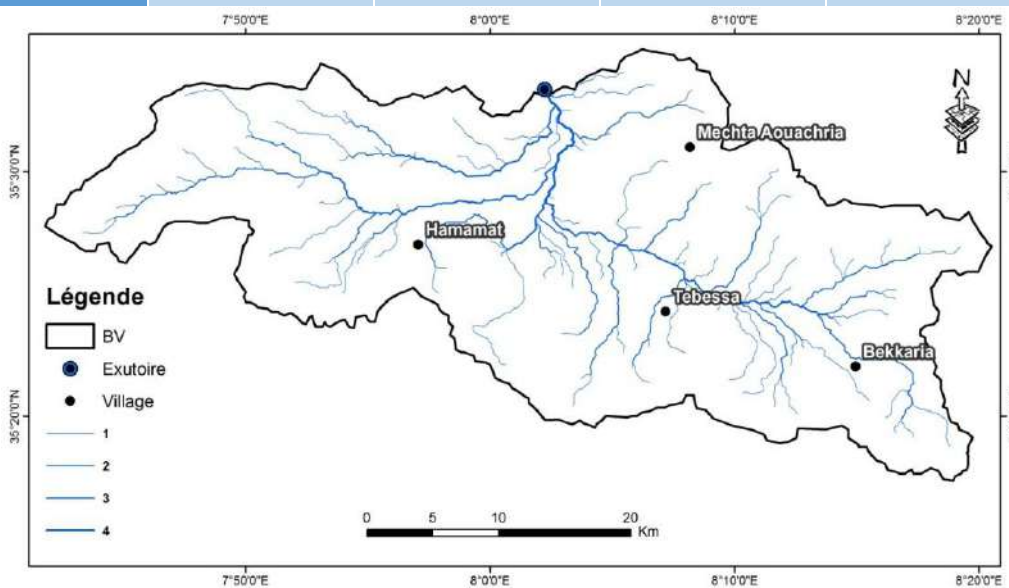 7°50'0"E 8°00'0"E 8°10'0"E 8°20'0"E
N
Mechta Aouachria
35°30'0"N
Hamamat
Tebessa
Bekkaria
35°20'0"N
Légende
BV
Exutoire
Village
1
2
3
4
0 5 10 20
Km
7°50'0"E 8°0'0"E 8°10'0"E 8°20'0"E